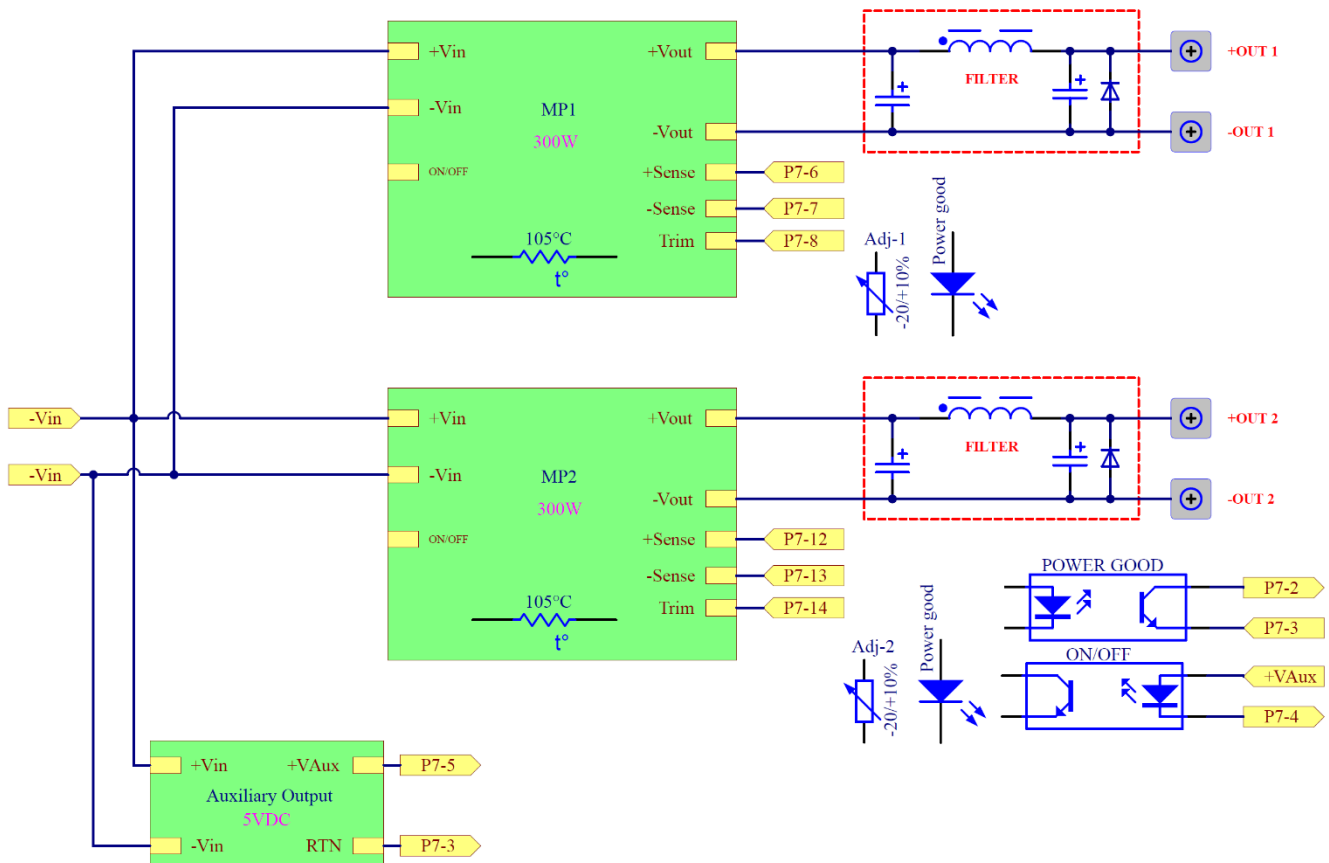 +Vin
-Vin
ON/OFF
MP1
300W
105°C
t°
+Vout
-Vout
+Sense
-Sense
Trim
P7-6
P7-7
P7-8
FILTER
+OUT 1
-OUT 1
Adj-1
-20/+10%
Power good
-Vin
-Vin
+Vin
-Vin
ON/OFF
MP2
300W
105°C
t°
+Vout
-Vout
+Sense
-Sense
Trim
P7-12
P7-13
P7-14
FILTER
+OUT 2
-OUT 2
Adj-2
-20/+10%
Power good
POWER GOOD
P7-2
P7-3
ON/OFF
+VAux
P7-4
+Vin
+VAux
P7-5
Auxiliary Output
5VDC
-Vin
RTN
P7-3